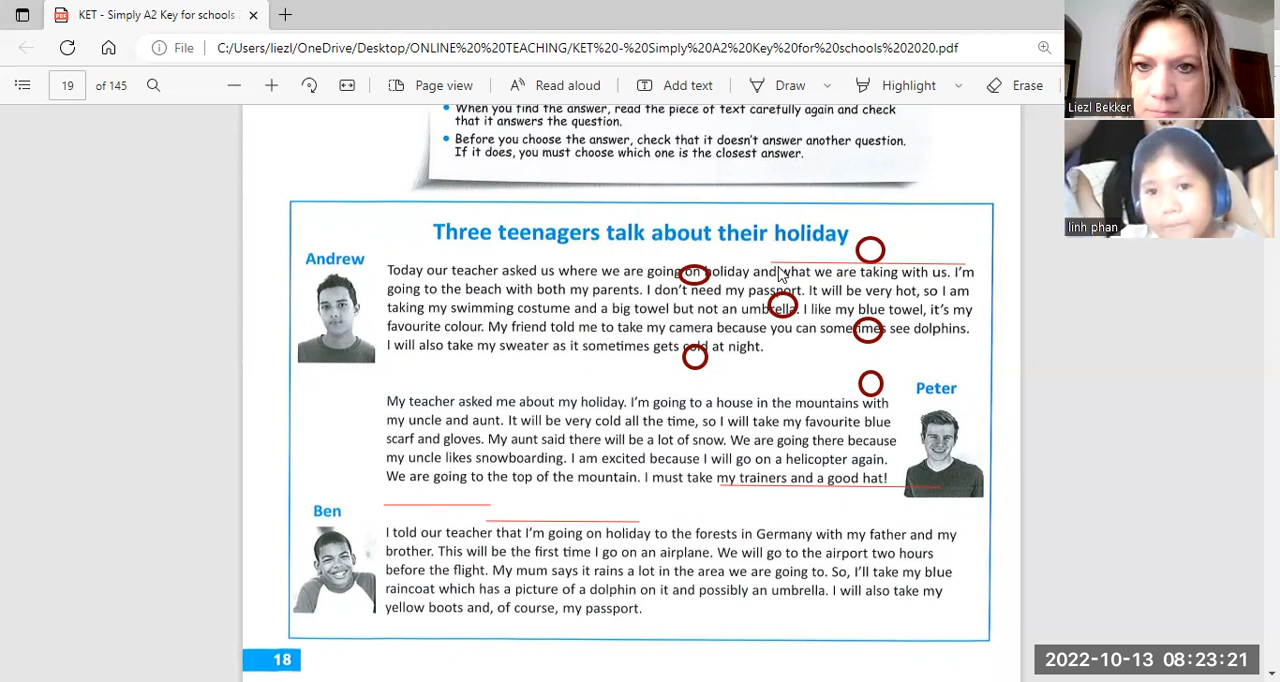 KET - Simply A2 Key for schools
File C:/Users/liezl/OneDrive/Desktop/ONLINE%20%20TEACHING/KET%20-%20Simply%20A2%20Key%20for%20schools%202020.pdf
19 of 145 Page view Read aloud Add text Draw Highlight Erase
Liezl Bekker
linh phan
• When you find the answer, read the piece of text carefully again and check
that it answers the question.
• Before you choose the answer, check that it doesn't answer another question.
If it does, you must choose which one is the closest answer.
Three teenagers talk about their holiday
Andrew
Today our teacher asked us where we are going on holiday and what we are taking with us. I'm
going to the beach with both my parents. I don't need my passport. It will be very hot, so I am
taking my swimming costume and a big towel but not an umbrella. I like my blue towel, it's my
favourite colour. My friend told me to take my camera because you can sometimes see dolphins.
I will also take my sweater as it sometimes gets cold at night.
Peter
My teacher asked me about my holiday. I'm going to a house in the mountains with
my uncle and aunt. It will be very cold all the time, so I will take my favourite blue
scarf and gloves. My aunt said there will be a lot of snow. We are going there because
my uncle likes snowboarding. I am excited because I will go on a helicopter again.
We are going to the top of the mountain. I must take my trainers and a good hat!
Ben
I told our teacher that I'm going on holiday to the forests in Germany with my father and my
brother. This will be the first time I go on an airplane. We will go to the airport two hours
before the flight. My mum says it rains a lot in the area we are going to. So, I'll take my blue
raincoat which has a picture of a dolphin on it and possibly an umbrella. I will also take my
yellow boots and, of course, my passport.
18
2022-10-13 08:23:21